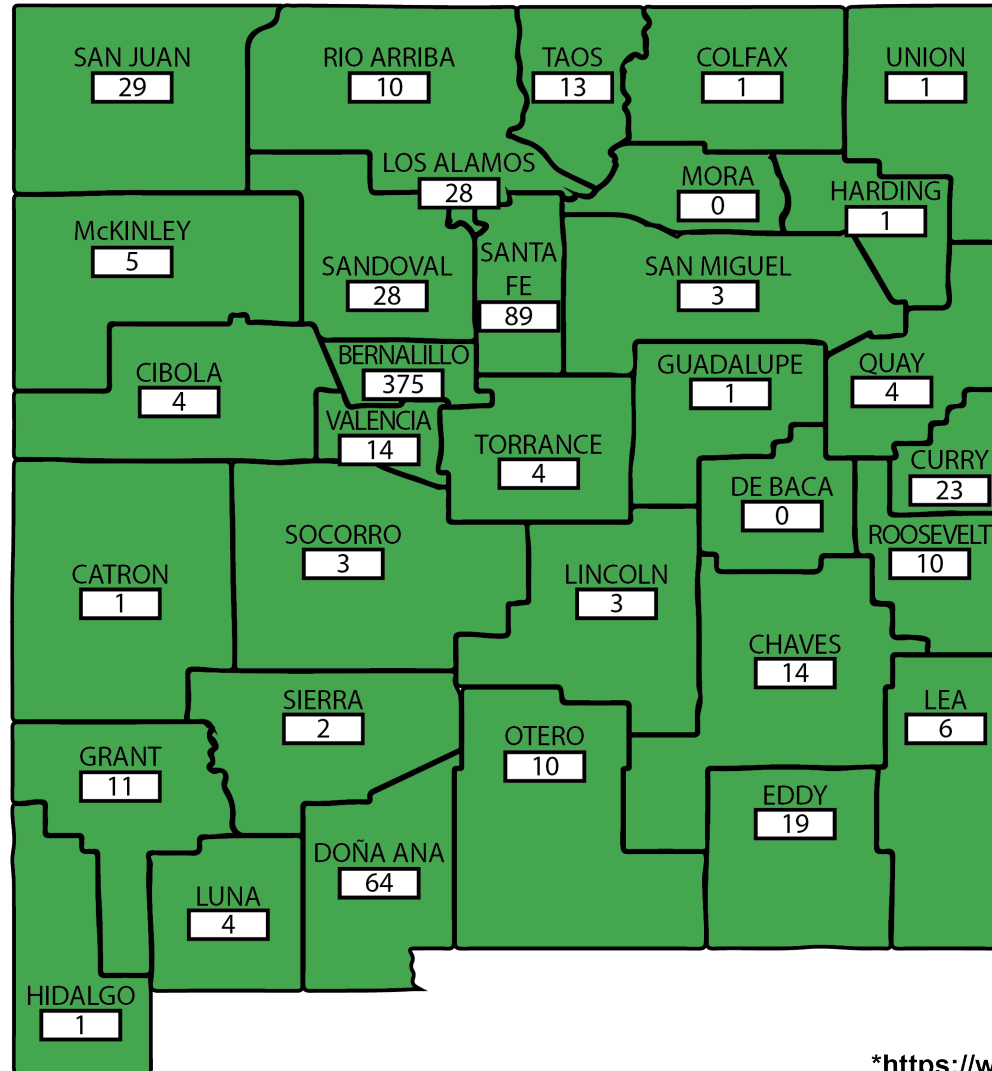 SAN JUAN
29
RIO ARRIBA
10
TAOS
13
COLFAX
1
UNION
1
LOS ALAMOS
28
MORA
0
HARDING
1
McKINLEY
5
SANDOVAL
28
SANTA
FE
89
SAN MIGUEL
3
CIBOLA
4
BERNALILLO
375
VALENCIA
14
TORRANCE
4
GUADALUPE
1
QUAY
4
CURRY
23
DE BACA
0
ROOSEVELT
10
CATRON
1
SOCORRO
3
LINCOLN
3
CHAVES
14
LEA
6
SIERRA
2
OTERO
10
GRANT
11
EDDY
19
DOÑA ANA
64
LUNA
4
HIDALGO
1
*https://w